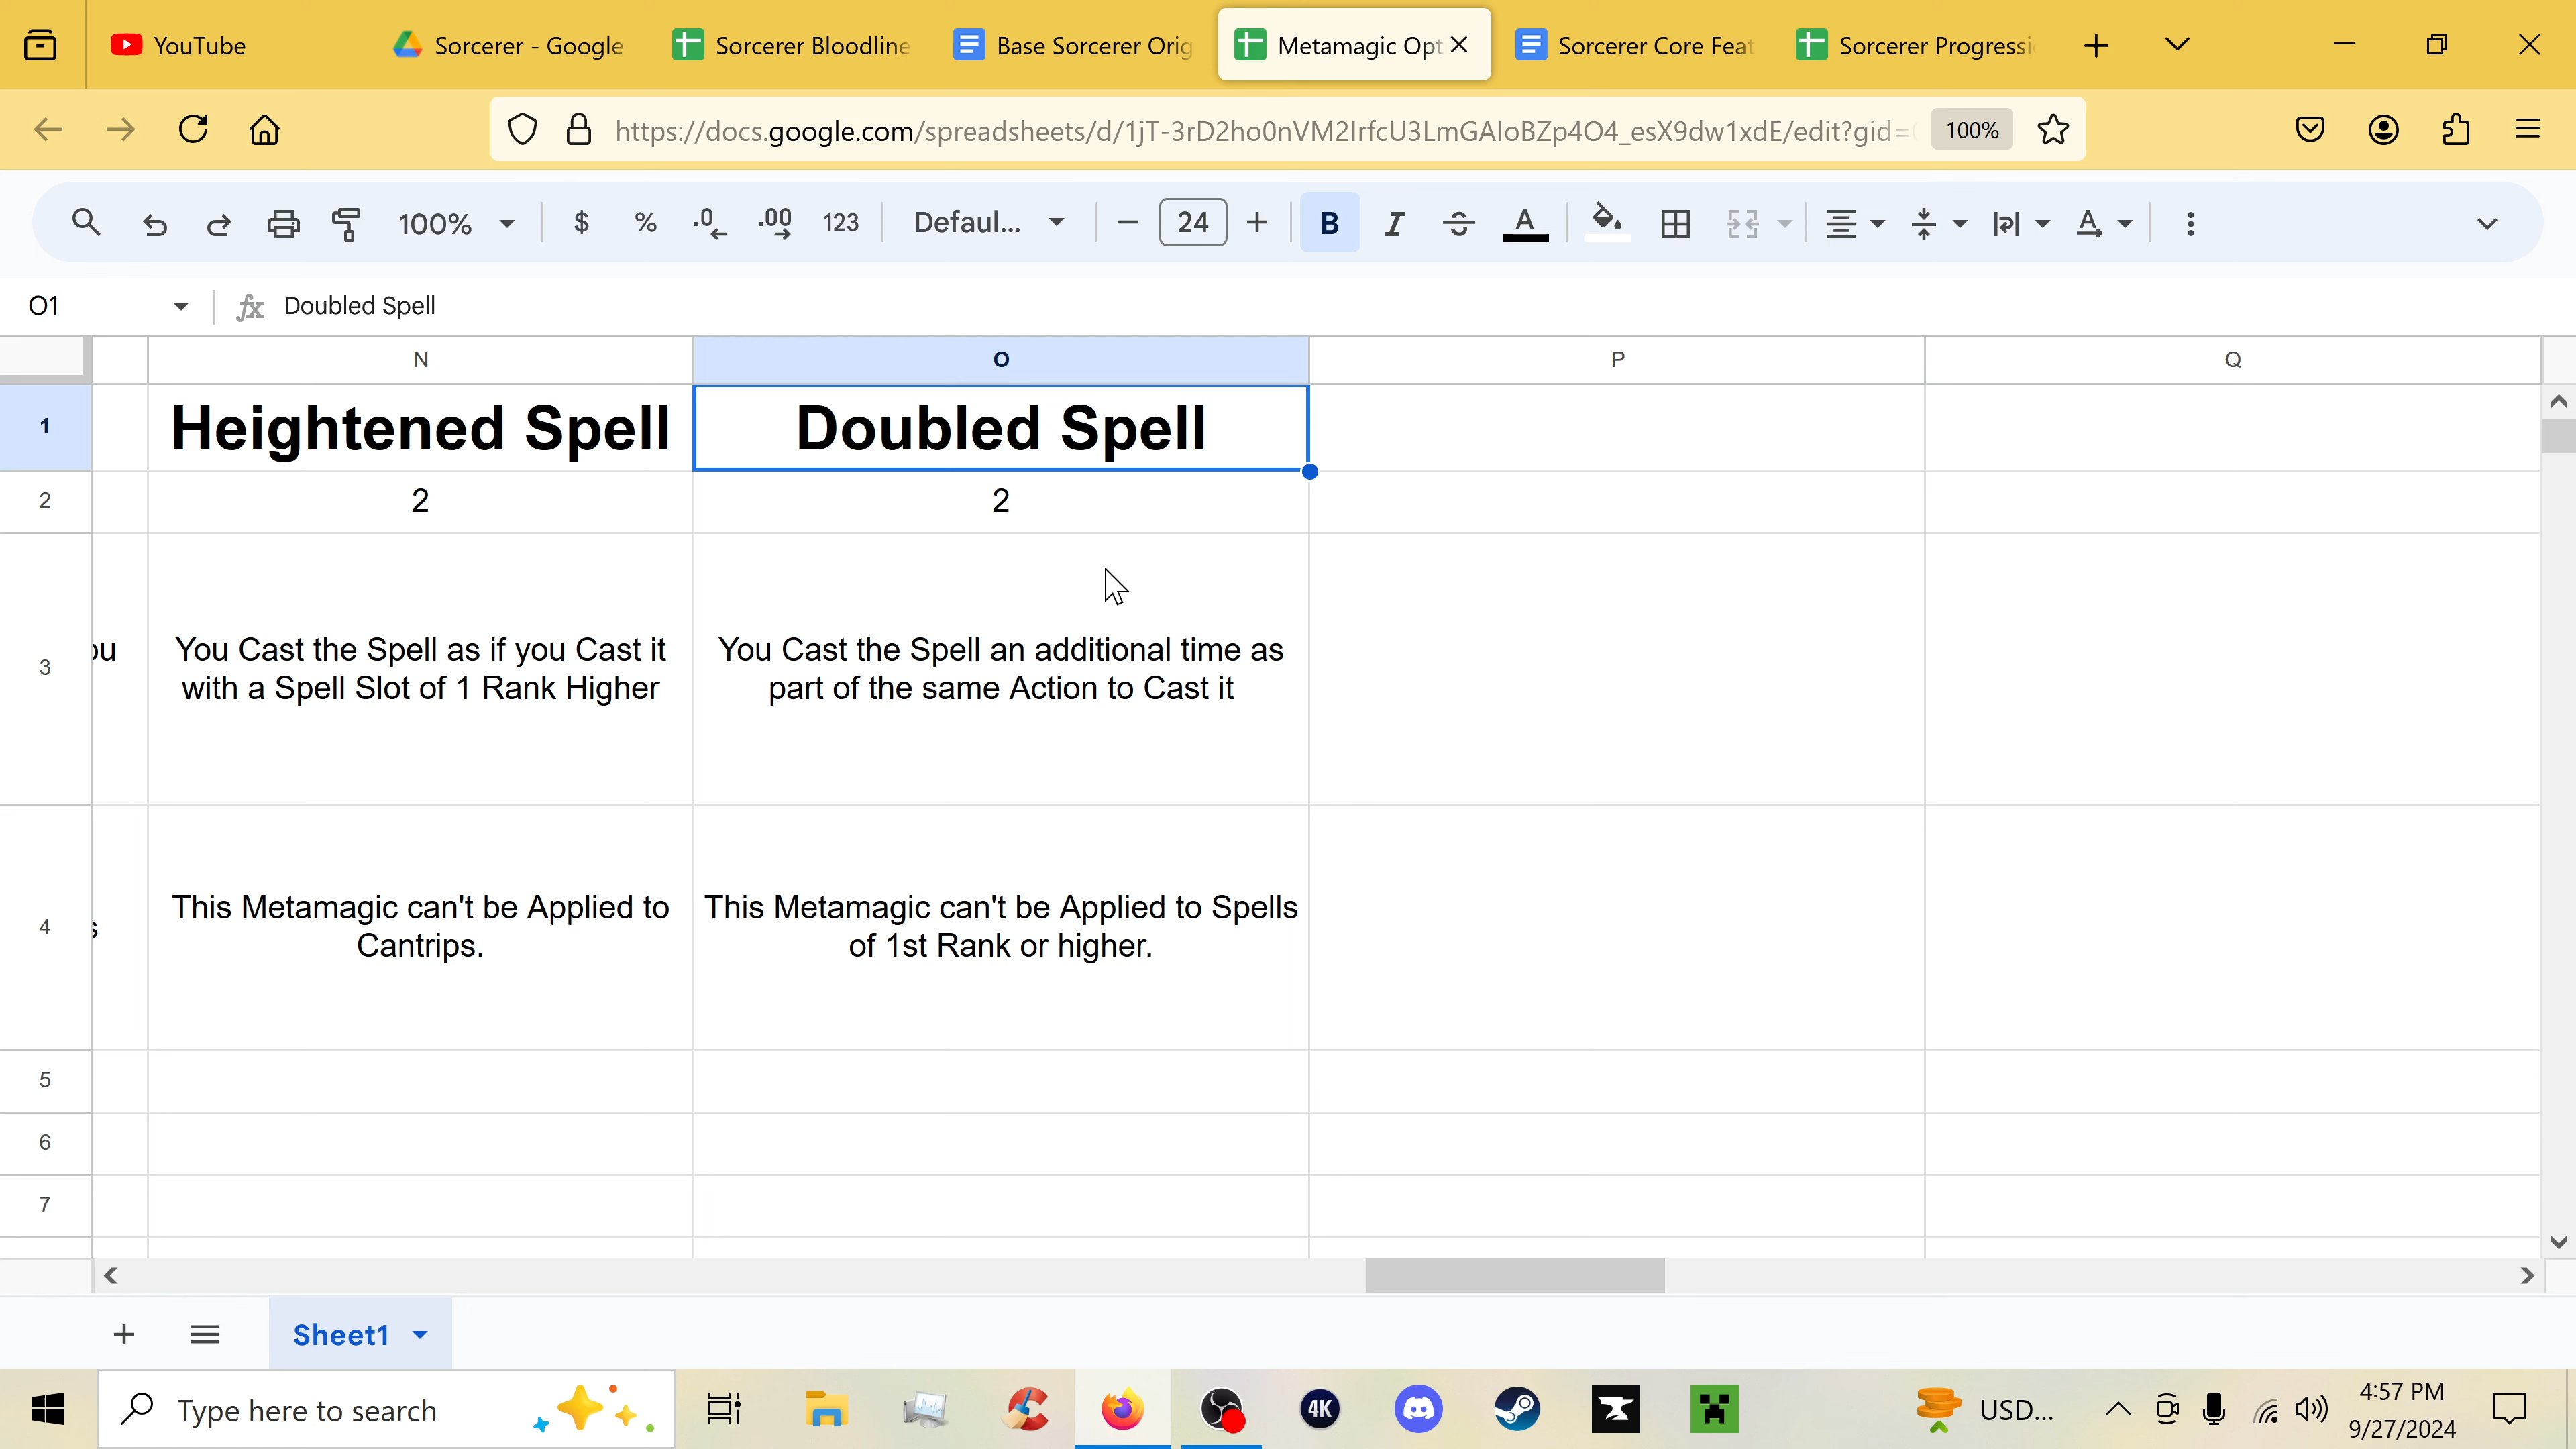 YouTube
Sorcerer - Google
Sorcerer Bloodline
Base Sorcerer Orig
Metamagic Opt
Sorcerer Core Feat
Sorcerer Progressi
https://docs.google.com/spreadsheets/d/1jT-3rD2ho0nVM2IrfcU3LmGAIoBZp4O4_esX9dw1xdE/edit?gid=
100%
100%
$
%
.0
.00
123
Defaul...
24
B
I
A
O1
fx
Doubled Spell
N
O
P
Q
1
Heightened Spell
Doubled Spell
2
2
2
3
ou
You Cast the Spell as if you Cast it
with a Spell Slot of 1 Rank Higher
You Cast the Spell an additional time as
part of the same Action to Cast it
4
s
This Metamagic can't be Applied to
Cantrips.
This Metamagic can't be Applied to Spells
of 1st Rank or higher.
5
6
7
Sheet1
Type here to search
4K
USD...
4:57 PM
9/27/2024